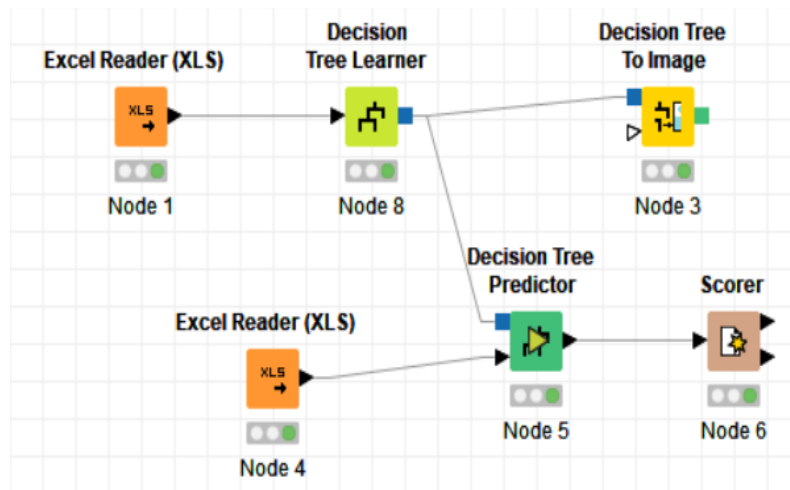 Decision
Tree Learner
Decision Tree
To Image
Excel Reader (XLS)
XLS
Node 1
Node 8
Node 3
Decision Tree
Predictor
Scorer
Excel Reader (XLS)
XLS
Node 5
Node 6
Node 4